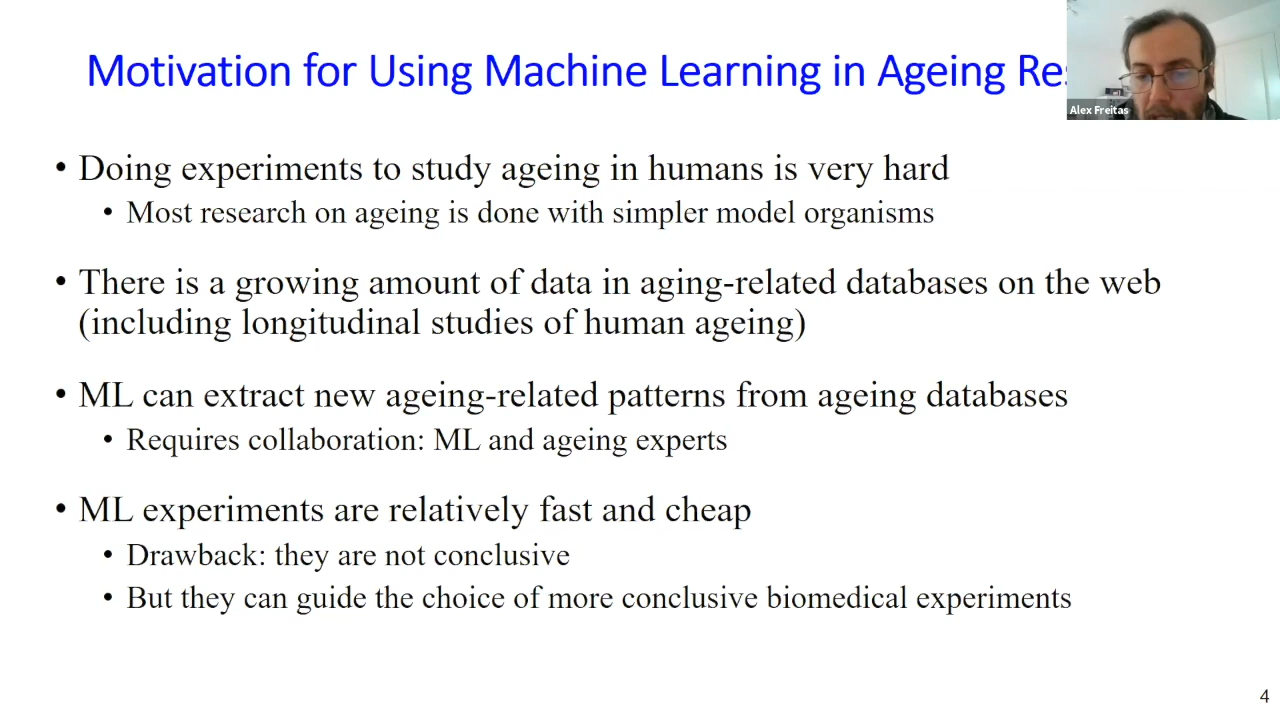 Motivation for Using Machine Learning in Ageing
Alex Freitas
• Doing experiments to study ageing in humans is very hard
• Most research on ageing is done with simpler model organisms
• There is a growing amount of data in aging-related databases on the web
(including longitudinal studies of human ageing)
• ML can extract new ageing-related patterns from ageing databases
• Requires collaboration: ML and ageing experts
• ML experiments are relatively fast and cheap
• Drawback: they are not conclusive
• But they can guide the choice of more conclusive biomedical experiments
4